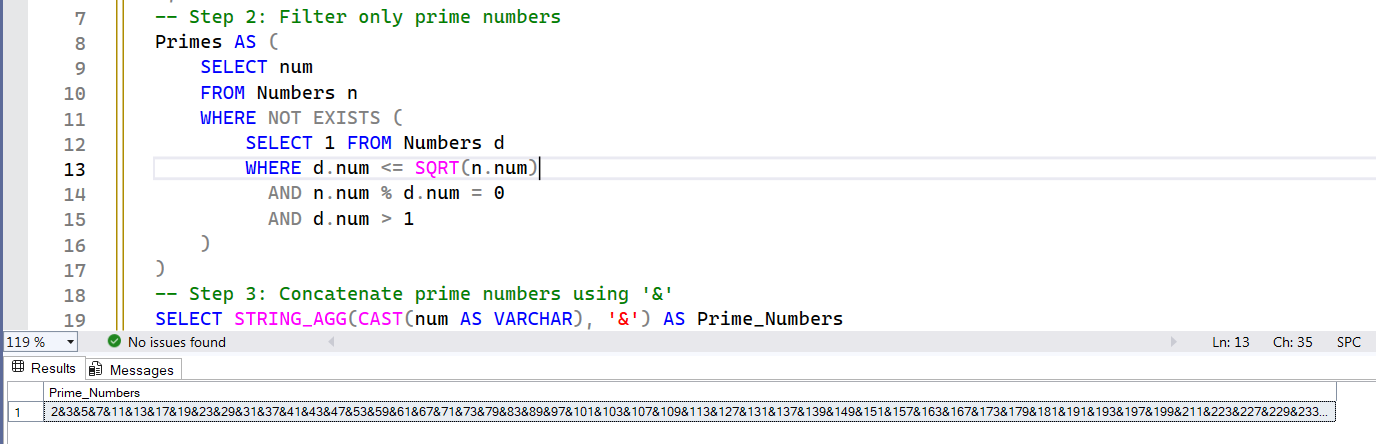 7 -- Step 2: Filter only prime numbers
8 Primes AS (
9 SELECT num
10 FROM Numbers n
11 WHERE NOT EXISTS (
12 SELECT 1 FROM Numbers d
13 WHERE d.num <= SQRT(n.num)
14 AND n.num % d.num = 0
15 AND d.num > 1
16 )
17 )
18 -- Step 3: Concatenate prime numbers using '&'
19 SELECT STRING_AGG(CAST(num AS VARCHAR), '&') AS Prime_Numbers
119 % No issues found Ln: 13 Ch: 35 SPC
Results Messages
Prime_Numbers
1 2&3&5&7&11&13&17&19&23&29&31&37&41&43&47&53&59&61&67&71&73&79&83&89&97&101&103&107&109&113&127&131&137&139&149&151&157&163&167&173&179&181&191&193&197&199&211&223&227&229&233...